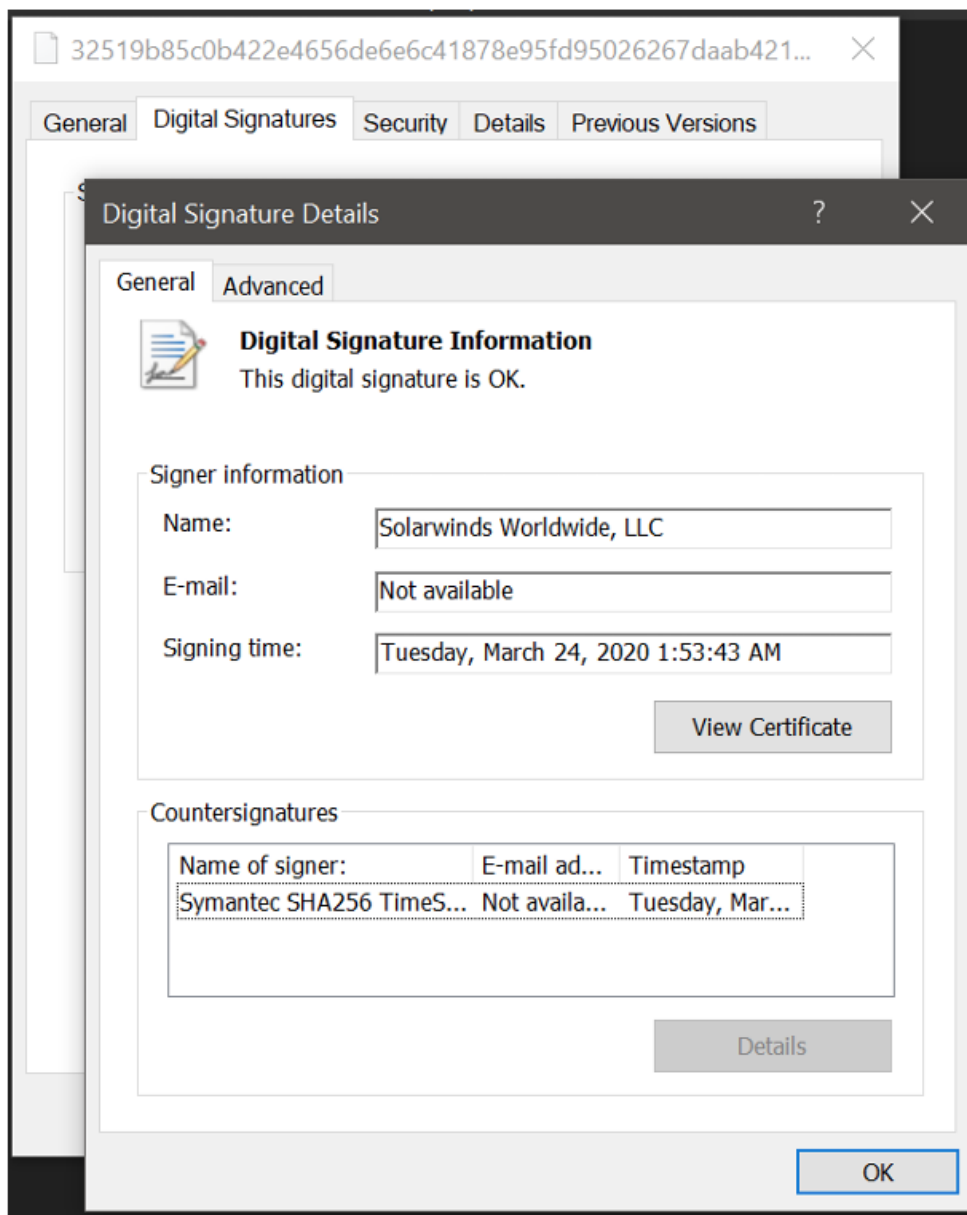 32519b85c0b422e4656de6e6c41878e95fd95026267daab421...
General Digital Signatures Security Details Previous Versions
Digital Signature Details ?
General Advanced
Digital Signature Information
This digital signature is OK.
Signer information
Name: Solarwinds Worldwide, LLC
E-mail: Not available
Signing time: Tuesday, March 24, 2020 1:53:43 AM
View Certificate
Countersignatures
Name of signer: E-mail ad... Timestamp
Symantec SHA256 TimeS... Not availa... Tuesday, Mar...
Details
OK